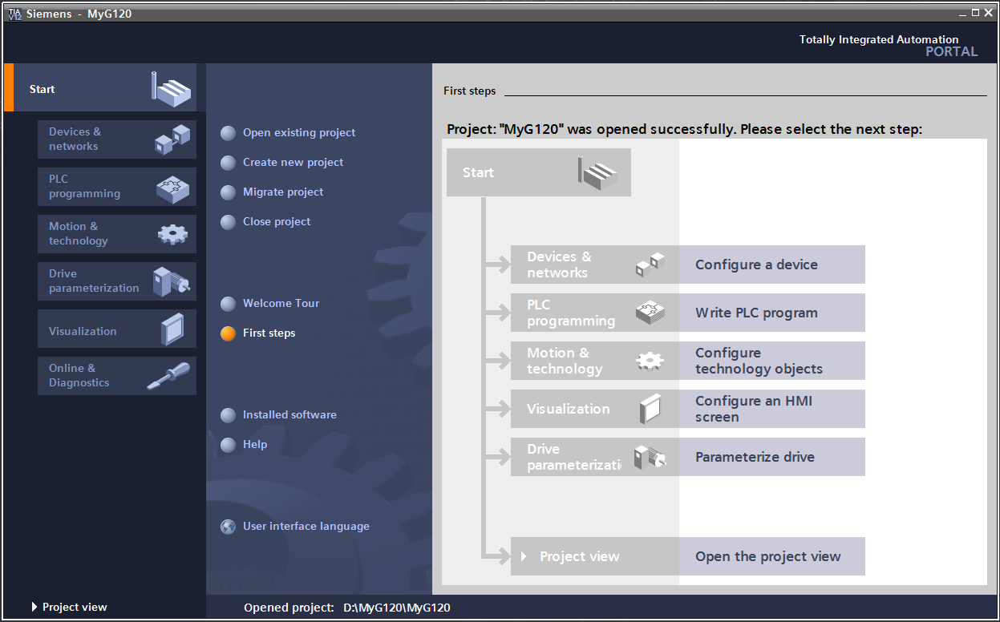 TIA
V12
Siemens - MyG120
Totally Integrated Automation
PORTAL
Start
Devices &
networks
PLC
programming
Motion &
technology
Drive
parameterization
Visualization
Online &
Diagnostics
Project view
Open existing project
Create new project
Migrate project
Close project
Welcome Tour
First steps
Installed software
Help
User interface language
First steps
Project: "MyG120" was opened successfully. Please select the next step:
Start
Devices &
networks
Configure a device
PLC
programming
Write PLC program
Motion &
technology
Configure
technology objects
Visualization
Configure an HMI
screen
Drive
parameterizati
Parameterize drive
Project view
Open the project view
Opened project: D:\MyG120\MyG120